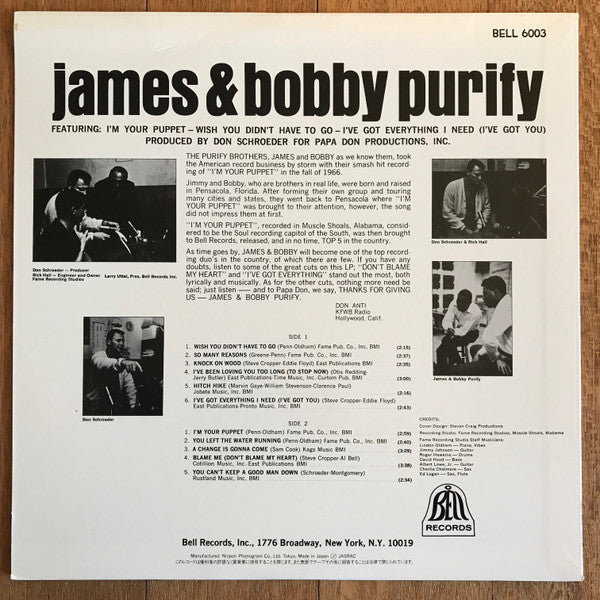 BELL 6003
james & bobby purify
FEATURING: I'M YOUR PUPPET – WISH YOU DIDN'T HAVE TO GO – I'VE GOT EVERYTHING I NEED (I'VE GOT YOU)
PRODUCED BY DON SCHROEDER FOR PAPA DON PRODUCTIONS, INC.
THE PURIFY BROTHERS, JAMES and BOBBY as we know them, took
the American record business by storm with their smash hit record-
ing of "I'M YOUR PUPPET" in the fall of 1966.
Jimmy and Bobby, who are brothers in real life, were born and raised
in Pensacola, Florida. After forming their own group and touring
many cities and states, they went back to Pensacola where "I'M
YOUR PUPPET" was brought to their attention, however, the song
did not impress them at first.
"I'M YOUR PUPPET", recorded in Muscle Shoals, Alabama, consid-
ered to be the Soul recording capitol of the South, was then brought
to Bell Records, released, and in no time, TOP 5 in the country.
As time goes by, JAMES & BOBBY will become one of the top record-
ing duo's in the country, of which there are few. If you have any
doubts, listen to some of the great cuts on this LP; "DON'T BLAME
MY HEART" and "I'VE GOT EVERYTHING" stand out the most, both
lyrically and musically. As for the other cuts, nothing more need be
said; just listen — and to Papa Don, we say, THANKS FOR GIVING
US — JAMES & BOBBY PURIFY.
DON ANTI
KFWB Radio
Hollywood, Calif.
Don Schroeder – Producer
Rick Hall – Engineer and Owner Larry Uttal, Pres. Bell Records Inc.
Fame Recording Studios
Don Schroeder & Rick Hall
Don Schroeder
James & Bobby Purify
SIDE 1
1. WISH YOU DIDN'T HAVE TO GO (Penn-Oldham) Fame Pub. Co., Inc. BMI (2:15)
2. SO MANY REASONS (Greene-Penn) Fame Pub. Co., Inc. BMI (2:37)
3. KNOCK ON WOOD (Steve Cropper-Eddie Floyd) East Publications BMI (2:35)
4. I'VE BEEN LOVING YOU TOO LONG (TO STOP NOW) (Otis Redding-
Jerry Butler) East Publications-Time Music, Inc.-Curtom Pub. BMI (3:00)
5. HITCH HIKE (Marvin Gaye-William Stevenson-Clarence Paul)
Jobete Music, Inc. BMI (2:16)
6. I'VE GOT EVERYTHING I NEED (I'VE GOT YOU) (Steve Cropper-Eddie Floyd)
East Publications-Pronto Music, Inc. BMI (2:43)
SIDE 2
1. I'M YOUR PUPPET (Penn-Oldham) Fame Pub. Co., Inc. BMI (2:59)
2. YOU LEFT THE WATER RUNNING (Penn-Oldham) Fame Pub. Co., Inc. BMI (2:40)
3. A CHANGE IS GONNA COME (Sam Cook) Kags Music BMI (3:29)
4. BLAME ME (DON'T BLAME MY HEART) (Steve Cropper-Al Bell)
Cotillion Music, Inc.-East Publications BMI (3:38)
5. YOU CAN'T KEEP A GOOD MAN DOWN (Schroeder-Montgomery)
Rustland Music, Inc. BMI (2:34)
CREDITS:
Cover Design: Steven Craig Productions
Recording Studio: Fame Recording Studios, Muscle Shoals, Alabama
Fame Recording Studio Staff Musicians:
Lindon Oldham — Piano, Vibes
Jimmy Johnson — Guitar
Roger Hawkins — Drums
David Hood — Bass
Albert Lowe, Jr. — Guitar
Charlie Chalmers — Sax
Ed Logan — Sax, Flute
BELL
RECORDS
Bell Records, Inc., 1776 Broadway, New York, N.Y. 10019
Manufactured: Nippon Phonogram Co., Ltd. Tokyo. Made in Japan Ⓟ JASRAC